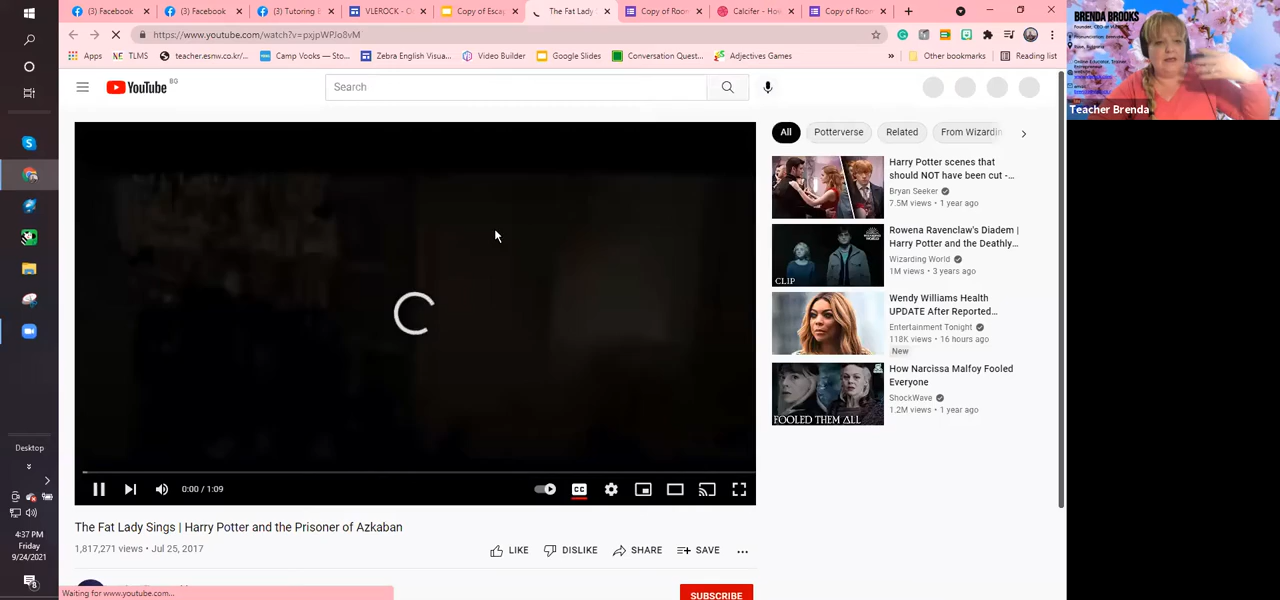 (3) Facebook
(3) Facebook
(3) Tutoring &
VLEROCK - G
Copy of Escap
The Fat Lady
Copy of Room
Calcifer - How
Copy of Room
https://www.youtube.com/watch?v=pxjpWPJo8vM
Apps
TLMS
teacher.esnw.co.kr/...
Camp Vooks — Sto...
Zebra English Visua...
Video Builder
Google Slides
Conversation Quest...
Adjectives Games
»
Other bookmarks
Reading list
YouTube BG
Search
All
Potterverse
Related
From Wizardin
Harry Potter scenes that
should NOT have been cut -...
Bryan Seeker
7.5M views • 1 year ago
Rowena Ravenclaw's Diadem |
Harry Potter and the Deathly...
Wizarding World
1M views • 3 years ago
CLIP
Wendy Williams Health
UPDATE After Reported...
Entertainment Tonight
118K views • 16 hours ago
New
How Narcissa Malfoy Fooled
Everyone
ShockWave
1.2M views • 1 year ago
FOOLED THEM ALL
0:00 / 1:09
CC
The Fat Lady Sings | Harry Potter and the Prisoner of Azkaban
1,817,271 views • Jul 25, 2017
LIKE
DISLIKE
SHARE
SAVE
SUBSCRIBE
Waiting for www.youtube.com...
Desktop
4:37 PM
Friday
9/24/2021
BRENDA BROOKS
Teacher Brenda